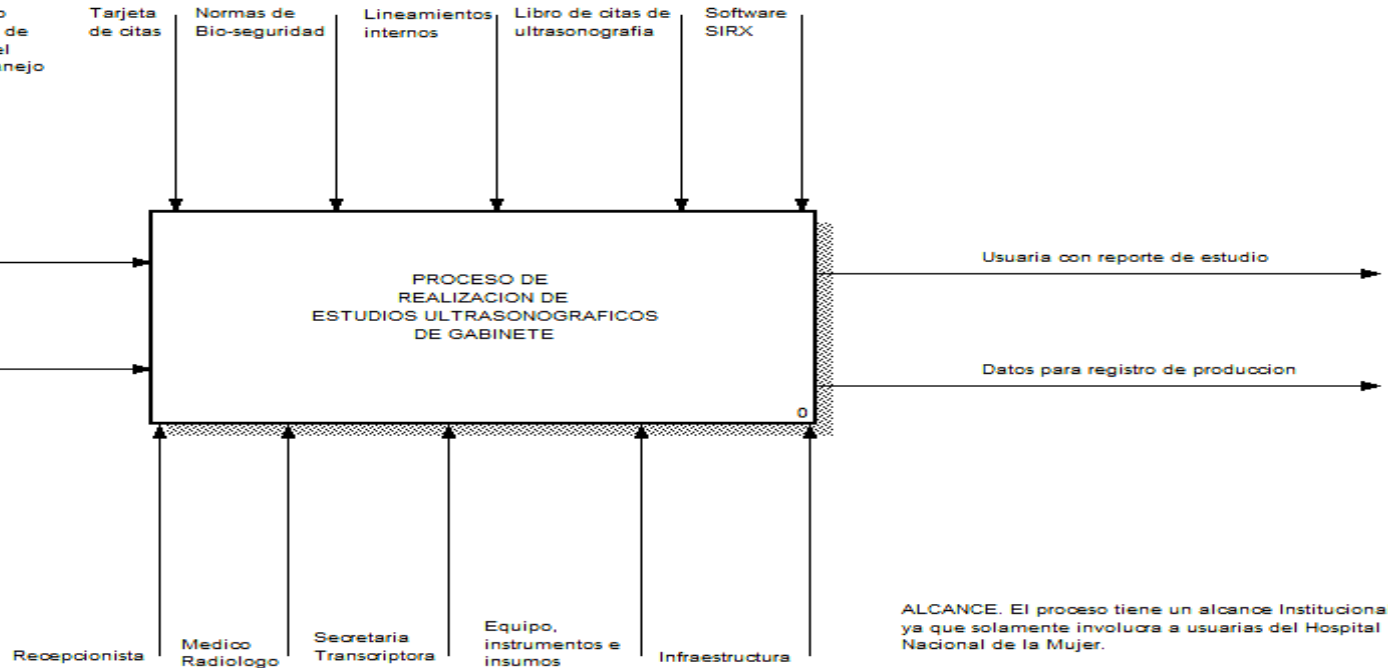 de
Tarjeta
de citas
Normas de
Bio-seguridad
Lineamientos
internos
Libro de citas de
ultrasonografia
Software
SIRX
PROCESO DE
REALIZACION DE
ESTUDIOS ULTRASONOGRAFICOS
DE GABINETE
0
Usuaria con reporte de estudio
Datos para registro de produccion
Recepcionista
Medico
Radiologo
Secretaria
Transcriptora
Equipo,
instrumentos e
insumos
Infraestructura
ALCANCE. El proceso tiene un alcance Instituciona
ya que solamente involucra a usuarias del Hospital
Nacional de la Mujer.